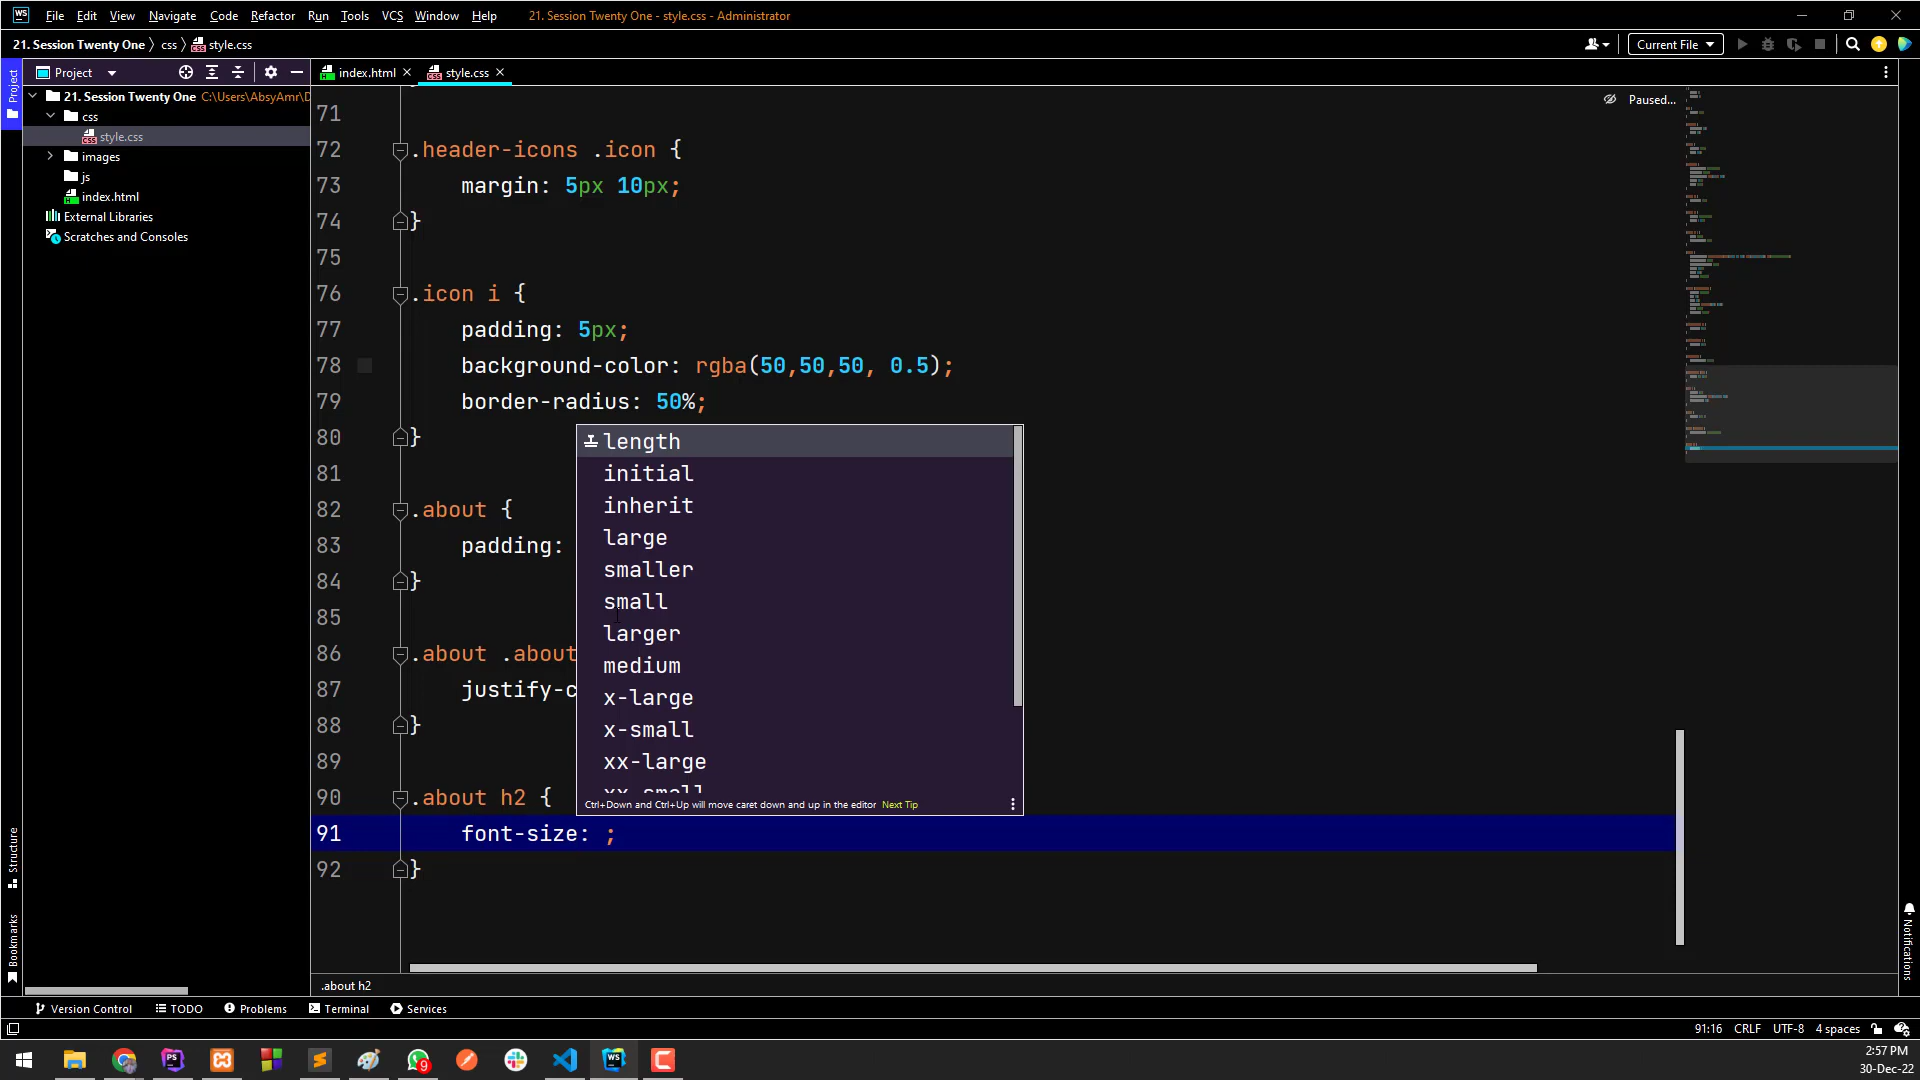 WS File Edit View Navigate Code Refactor Run Tools VCS Window Help 21. Session Twenty One - style.css - Administrator
21. Session Twenty One 〉 css 〉 style.css Current File
Project index.html style.css
Project
21. Session Twenty One C:\Users\AbsyAmr\D
css
style.css
images
js
index.html
External Libraries
Scratches and Consoles
Paused...
71
72 .header-icons .icon {
73 margin: 5px 10px;
74 }
75
76 .icon i {
77 padding: 5px;
78 background-color: rgba(50,50,50, 0.5);
79 border-radius: 50%;
80 }
81
82 .about {
83 padding:
84 }
85
86 .about .about
87 justify-c
88 }
89
90 .about h2 {
91 font-size: ;
92 }
length
initial
inherit
large
smaller
small
larger
medium
x-large
x-small
xx-large
xx-small
Ctrl+Down and Ctrl+Up will move caret down and up in the editor Next Tip
Structure
Bookmarks
Notifications
.about h2
Version Control TODO Problems Terminal Services
91:16 CRLF UTF-8 4 spaces
PS 9 WS C
2:57 PM
30-Dec-22